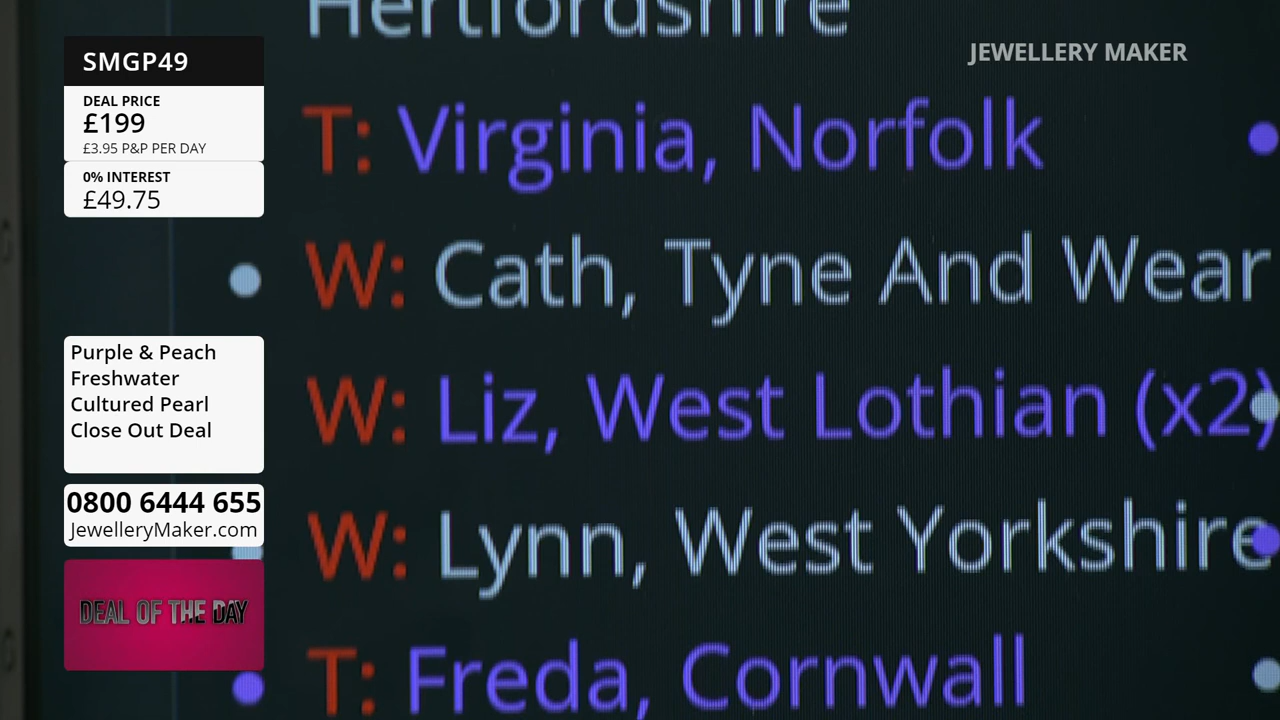 SMGP49
DEAL PRICE
£199
£3.95 P&P PER DAY
0% INTEREST
£49.75
Purple & Peach
Freshwater
Cultured Pearl
Close Out Deal
0800 6444 655
JewelleryMaker.com
DEAL OF THE DAY
JEWELLERY MAKER
Hertfordshire
T: Virginia, Norfolk
W: Cath, Tyne And Wear
W: Liz, West Lothian (x2)
W: Lynn, West Yorkshire
T: Freda, Cornwall